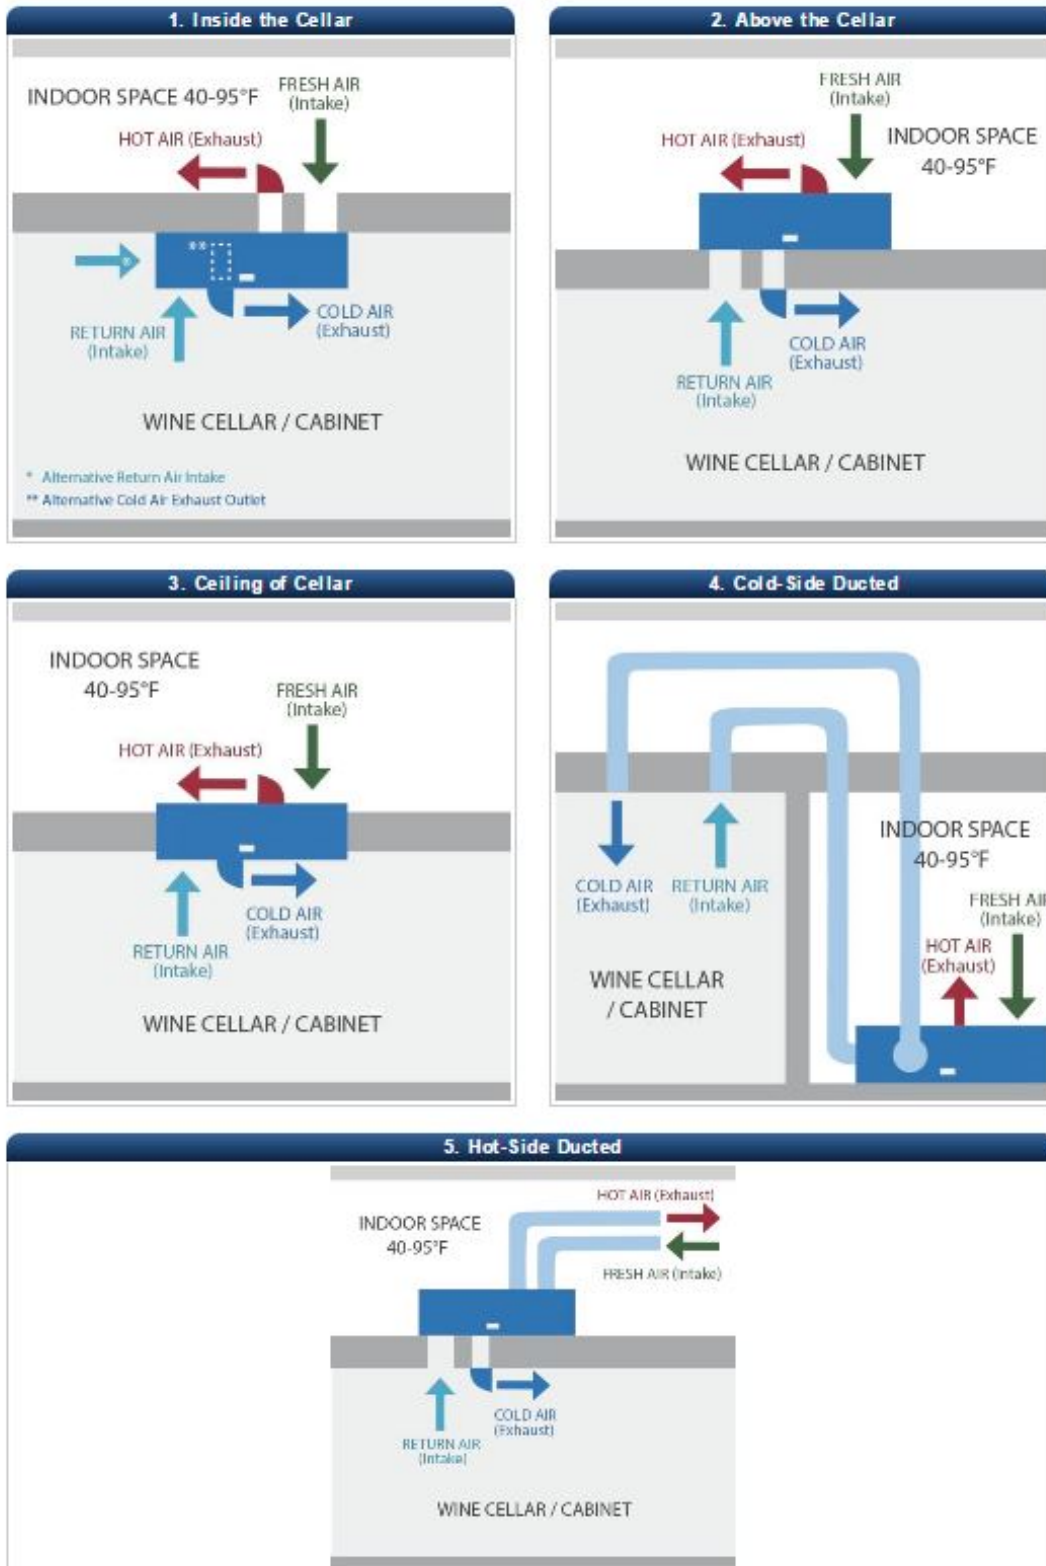 1. Inside the Cellar
INDOOR SPACE 40-95°F
FRESH AIR
(Intake)
HOT AIR (Exhaust)
**
*
RETURN AIR
(Intake)
COLD AIR
(Exhaust)
WINE CELLAR / CABINET
* Alternative Return Air Intake
** Alternative Cold Air Exhaust Outlet
2. Above the Cellar
FRESH AIR
(Intake)
HOT AIR (Exhaust)
INDOOR SPACE
40-95°F
COLD AIR
(Exhaust)
RETURN AIR
(Intake)
WINE CELLAR / CABINET
3. Ceiling of Cellar
INDOOR SPACE
40-95°F
FRESH AIR
(Intake)
HOT AIR (Exhaust)
COLD AIR
(Exhaust)
RETURN AIR
(Intake)
WINE CELLAR / CABINET
4. Cold-Side Ducted
INDOOR SPACE
40-95°F
COLD AIR
(Exhaust)
RETURN AIR
(Intake)
FRESH AIR
(Intake)
HOT AIR
(Exhaust)
WINE CELLAR
/ CABINET
5. Hot-Side Ducted
HOT AIR (Exhaust)
INDOOR SPACE
40-95°F
FRESH AIR (Intake)
COLD AIR
(Exhaust)
RETURN AIR
(Intake)
WINE CELLAR / CABINET